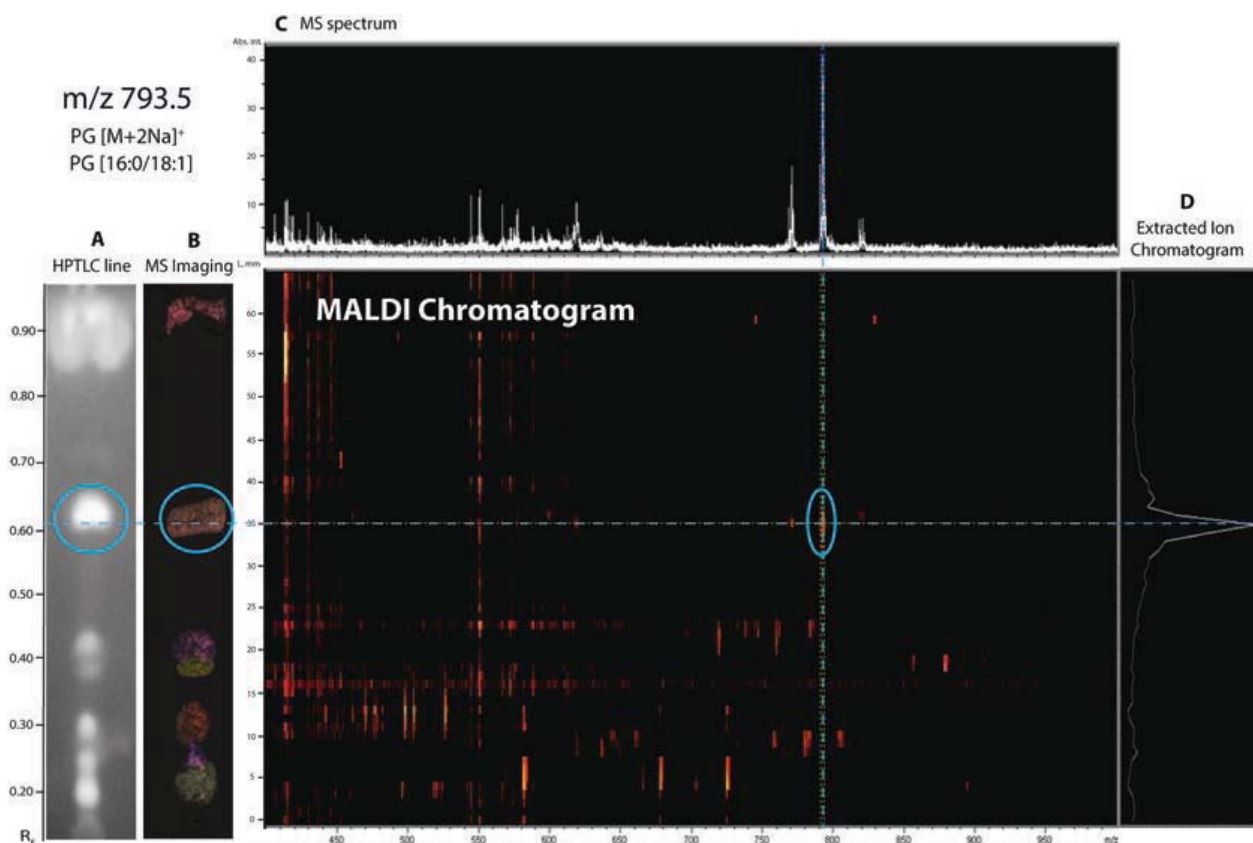 C MS spectrum
Abs. Int.
40
30
20
10
m/z 793.5
PG [M+2Na]⁺
PG [16:0/18:1]
A
HPTLC line
B
MS Imaging
D
Extracted Ion
Chromatogram
L, mm
MALDI Chromatogram
0.90
0.80
0.70
0.60
0.50
0.40
0.30
0.20
Rf
60
55
50
45
40
35
30
25
20
15
10
5
0
450 500 550 600 650 700 750 800 850 900 950 m/z